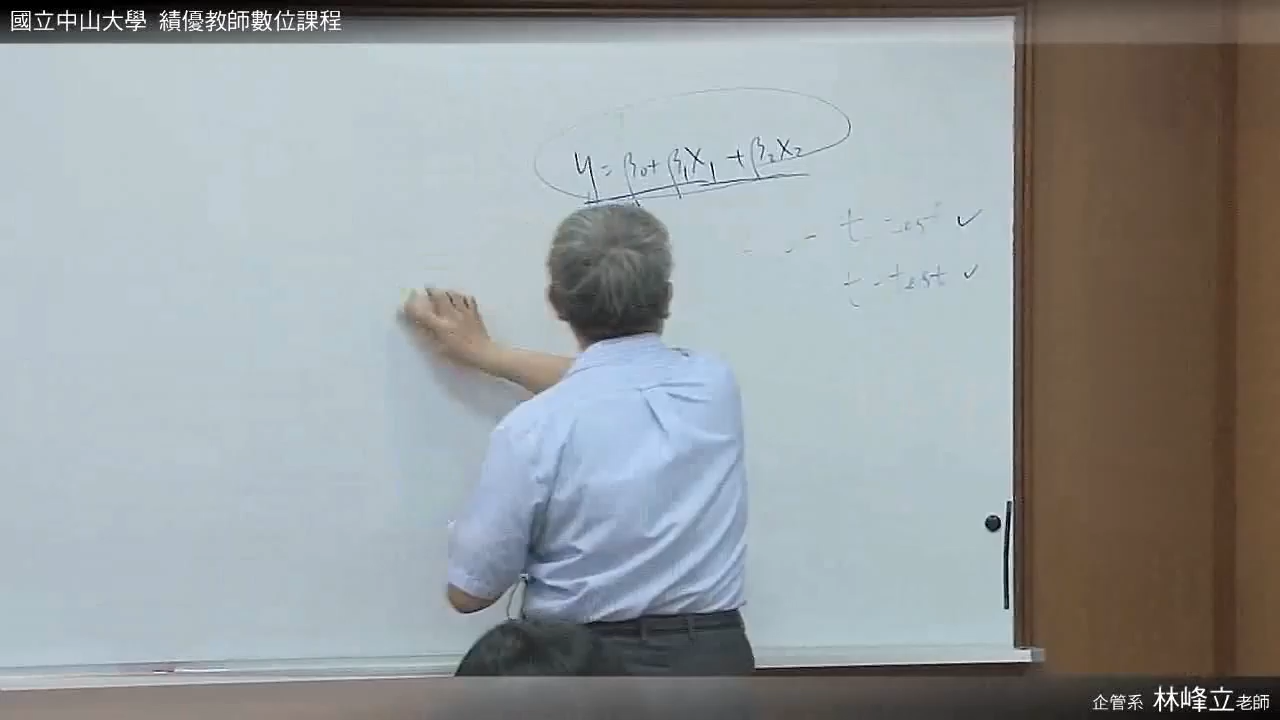 國立中山大學 績優教師數位課程
y = β₀ + β₁X₁ + β₂X₂
t-test ✓
t-test ✓
企管系 林峰立老師